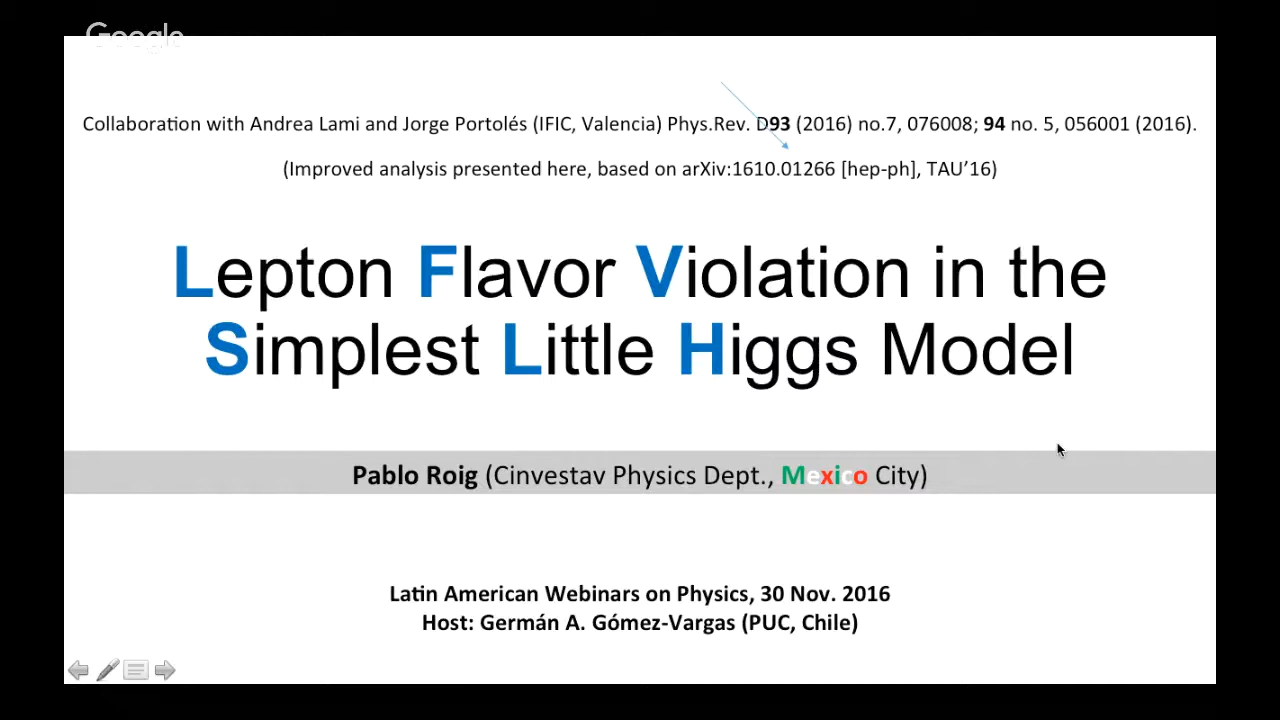 Google
Collaboration with Andrea Lami and Jorge Portolés (IFIC, Valencia) Phys.Rev. D93 (2016) no.7, 076008; 94 no. 5, 056001 (2016).
(Improved analysis presented here, based on arXiv:1610.01266 [hep-ph], TAU’16)
Lepton Flavor Violation in the
Simplest Little Higgs Model
Pablo Roig (Cinvestav Physics Dept., Mexico City)
Latin American Webinars on Physics, 30 Nov. 2016
Host: Germán A. Gómez-Vargas (PUC, Chile)